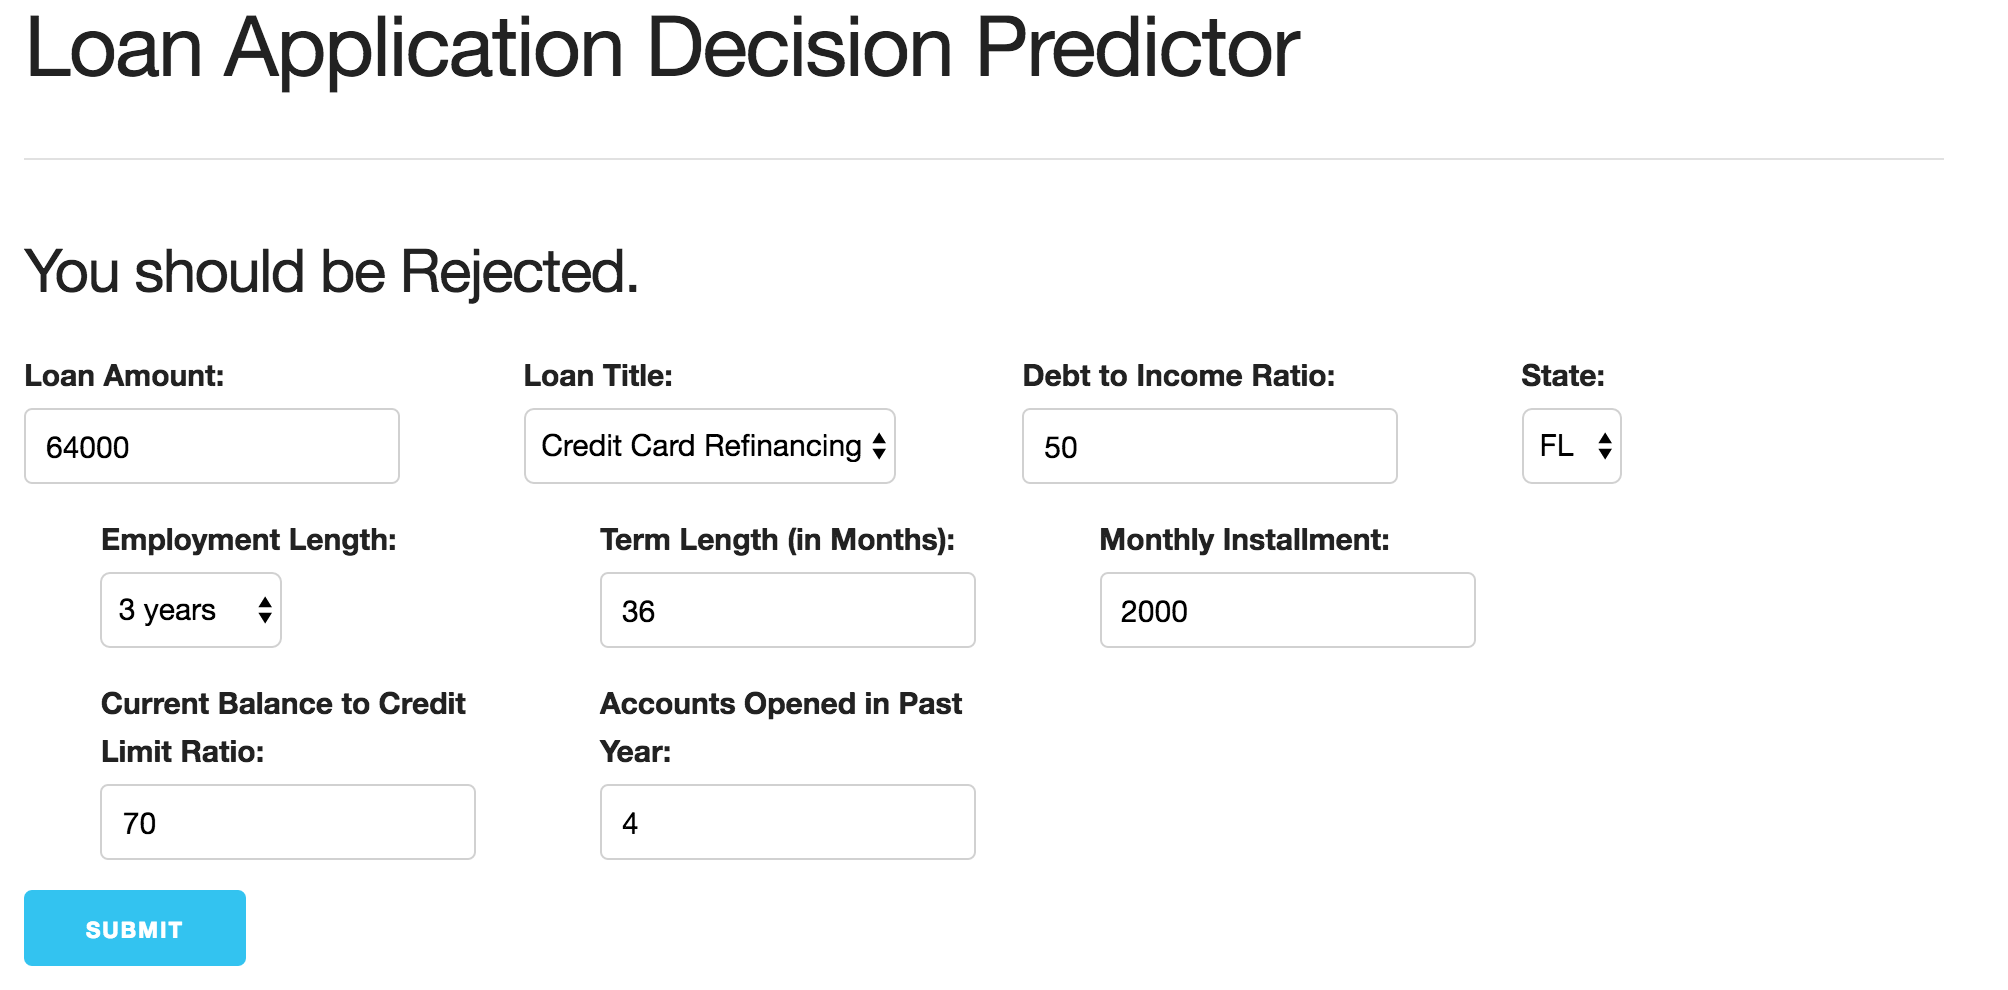 Loan Application Decision Predictor
You should be Rejected.
Loan Amount: Loan Title: Debt to Income Ratio: State:
64000 Credit Card Refinancing 50 FL
Employment Length: Term Length (in Months): Monthly Installment:
3 years 36 2000
Current Balance to Credit Accounts Opened in Past
Limit Ratio: Year:
70 4
SUBMIT